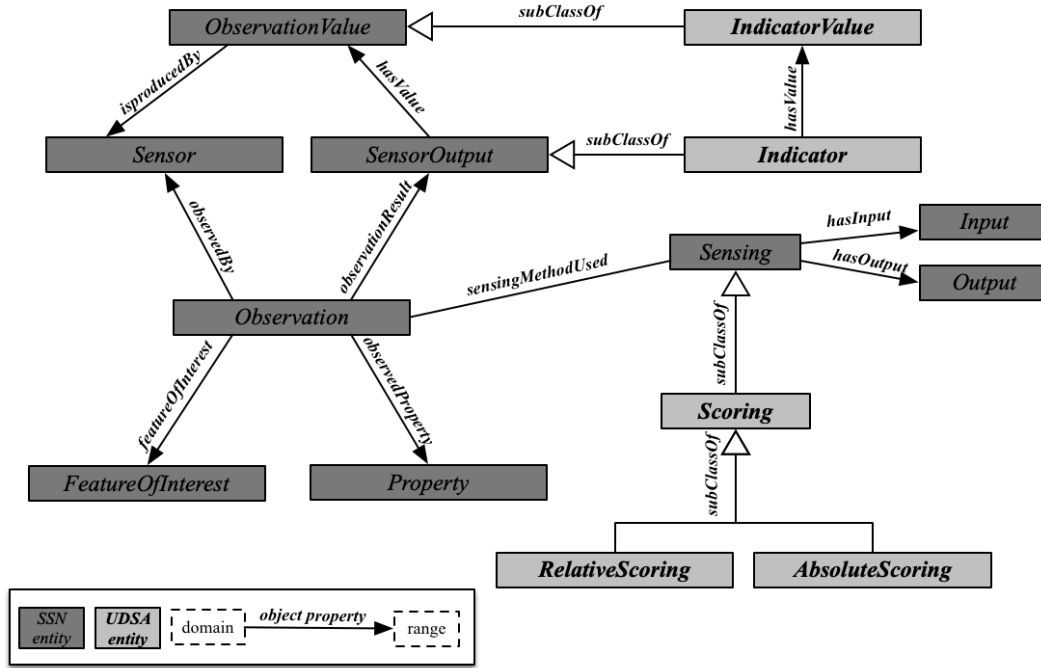 ObservationValue
subClassOf
IndicatorValue
isproducedBy
hasValue
hasValue
Sensor
SensorOutput
subClassOf
Indicator
observedBy
observationResult
sensingMethodUsed
Sensing
hasInput
Input
hasOutput
Output
Observation
featureOfInterest
observedProperty
subClassOf
Scoring
FeatureOfInterest
Property
subClassOf
RelativeScoring
AbsoluteScoring
SSN
entity
UDSA
entity
domain
object property
range